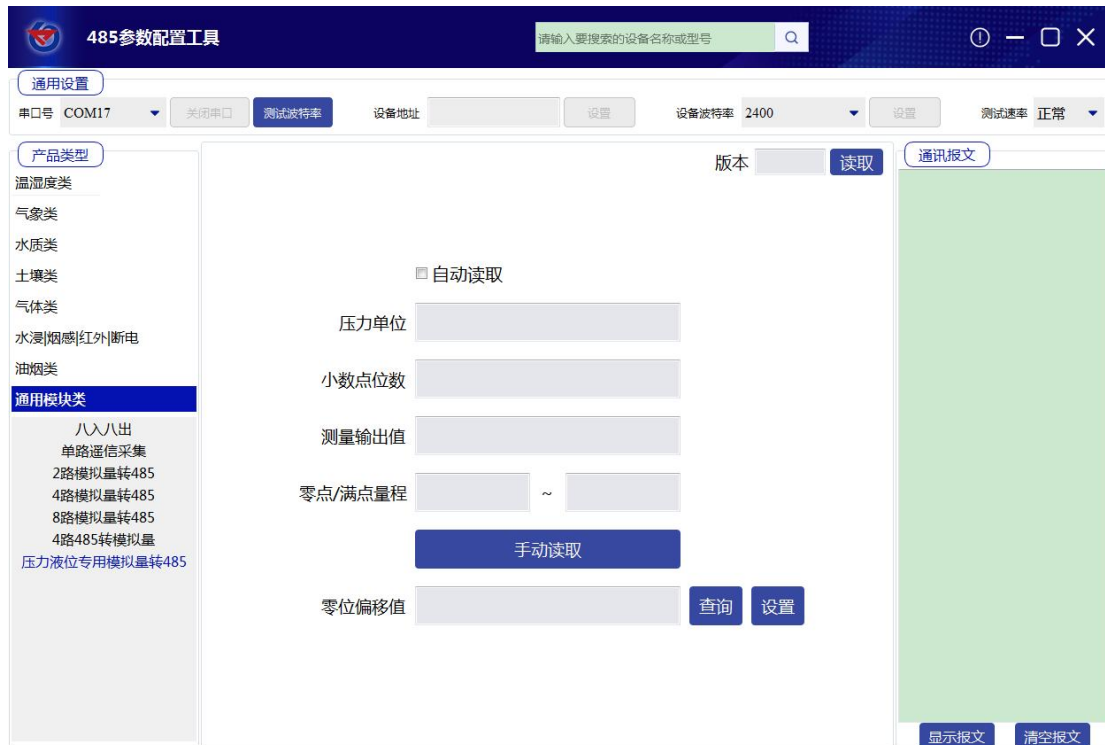 485参数配置工具
请输入要搜索的设备名称或型号
通用设置
串口号 COM17 关闭串口 测试波特率 设备地址 设置 设备波特率 2400 设置 测试速率 正常
产品类型
温湿度类
气象类
水质类
土壤类
气体类
水浸|烟感|红外|断电
油烟类
通用模块类
八入八出
单路遥信采集
2路模拟量转485
4路模拟量转485
8路模拟量转485
4路485转模拟量
压力液位专用模拟量转485
版本 读取
自动读取
压力单位
小数点位数
测量输出值
零点/满点量程 ~
手动读取
零位偏移值 查询 设置
通讯报文
显示报文 清空报文